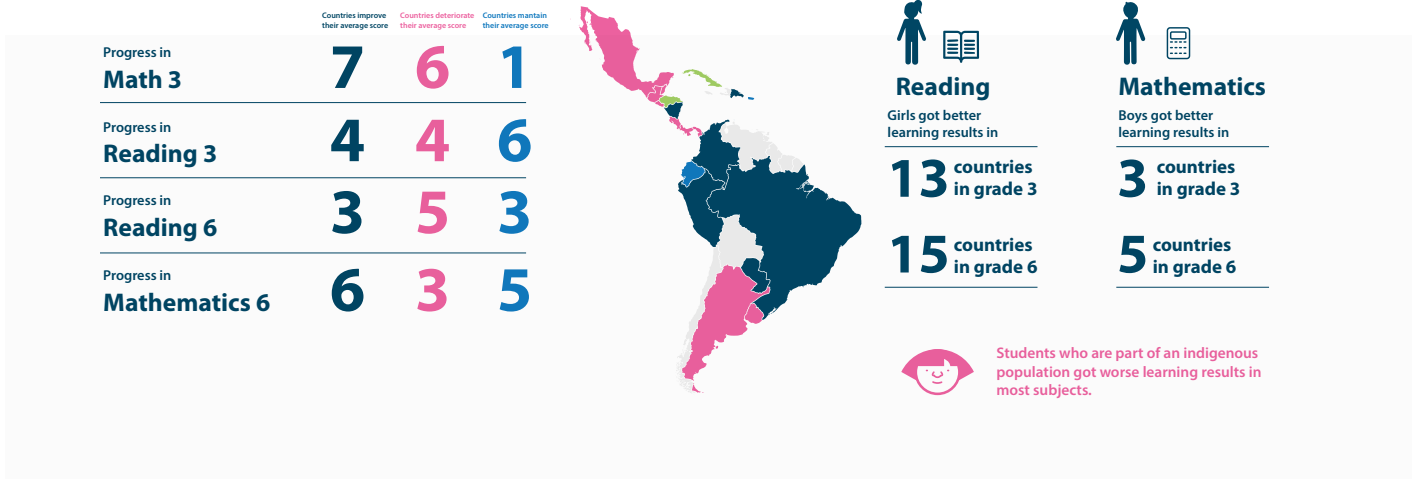 Countries improve
their average score
Countries deteriorate
their average score
Countries mantain
their average score
Progress in
Math 3
7
6
1
Progress in
Reading 3
4
4
6
Progress in
Reading 6
3
5
3
Progress in
Mathematics 6
6
3
5
Reading
Girls got better
learning results in
13 countries
in grade 3
15 countries
in grade 6
Mathematics
Boys got better
learning results in
3 countries
in grade 3
5 countries
in grade 6
Students who are part of an indigenous
population got worse learning results in
most subjects.